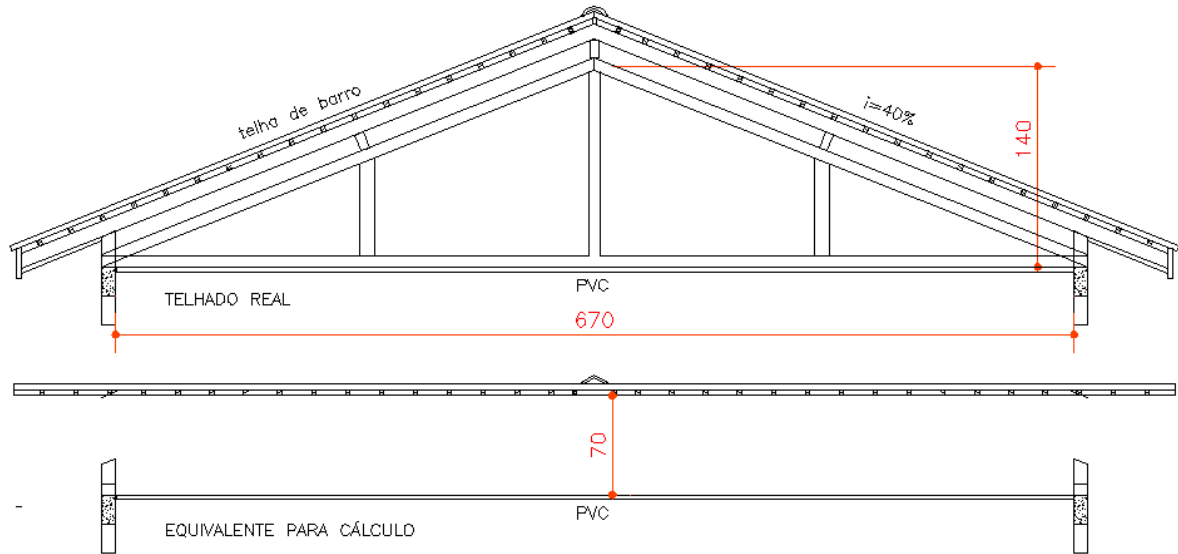 telha de barro
i=40%
140
PVC
TELHADO REAL
670
70
PVC
EQUIVALENTE PARA CÁLCULO